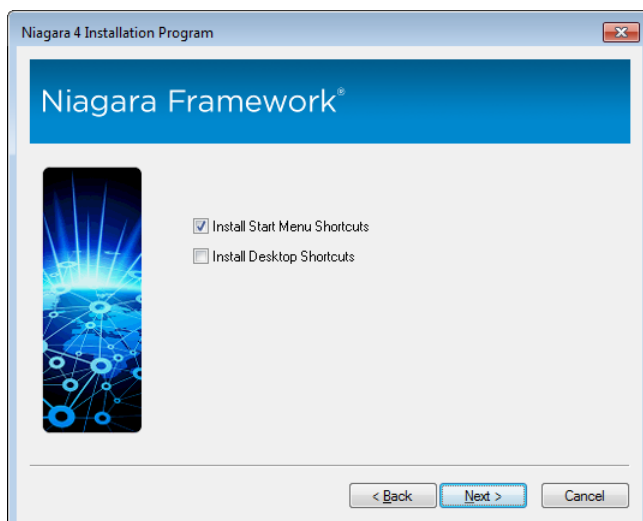 Niagara 4 Installation Program
Niagara Framework®
Install Start Menu Shortcuts
Install Desktop Shortcuts
< Back
Next >
Cancel